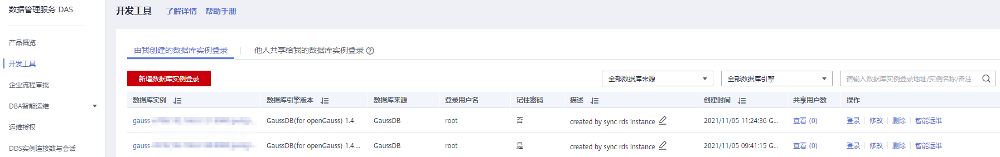 数据管理服务 DAS
产品概览
开发工具
企业流程审批
DBA智能运维
运维授权
DDS实例连接数与会话
开发工具 了解详情 帮助手册
由我创建的数据库实例登录 他人共享给我的数据库实例登录
新增数据库实例登录 全部数据库来源 全部数据库引擎 请输入数据库实例登录地址/实例名称/备注
数据库实例 数据库引擎版本 数据库来源 登录用户名 记住密码 描述 创建时间 共享用户数 操作
gauss- GaussDB(for openGauss) 1.4 GaussDB root 否 created by sync rds instance 2021/11/05 11:24:36 G... 查看 (0) 登录 修改 删除 智能运维
gauss- GaussDB(for openGauss) 1.4.... GaussDB root 是 created by sync rds instance 2021/11/05 09:41:15 G... 查看 (0) 登录 修改 删除 智能运维